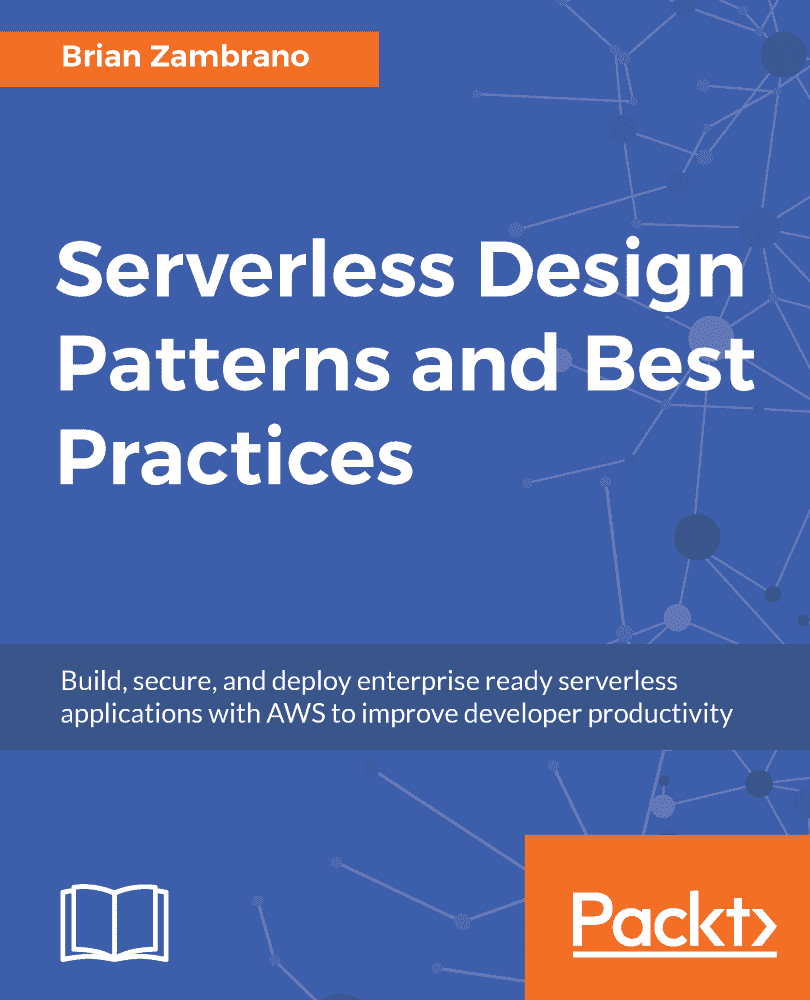 Brian Zambrano
Serverless Design
Patterns and Best
Practices
Build, secure, and deploy enterprise ready serverless
applications with AWS to improve developer productivity
Packt